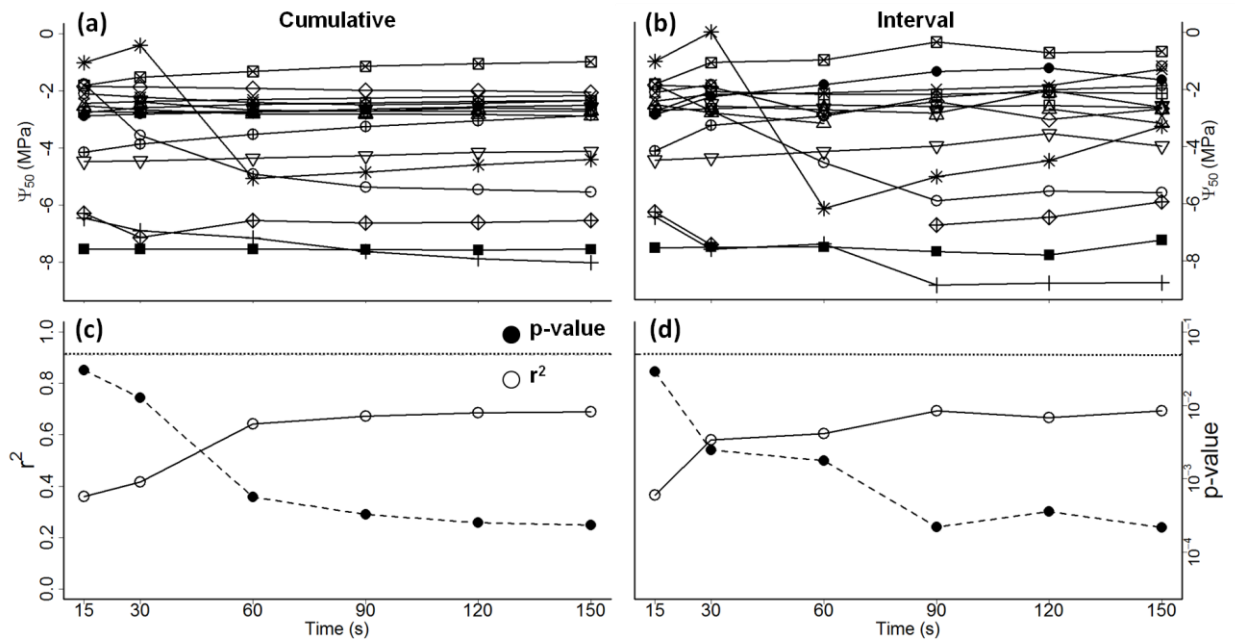 (a) Cumulative
(b) Interval
0
-2
-4
-6
-8
Ψ50 (MPa)
0
-2
-4
-6
-8
Ψ50 (MPa)
(c)
p-value
r2
1.0
0.8
0.6
0.4
0.2
0.0
r2
(d)
10−1
10−2
10−3
10−4
p-value
15 30 60 90 120 150
Time (s)
15 30 60 90 120 150
Time (s)